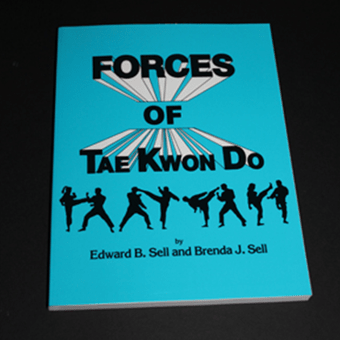 FORCES
OF
TAE KWON DO
by
Edward B. Sell and Brenda J. Sell